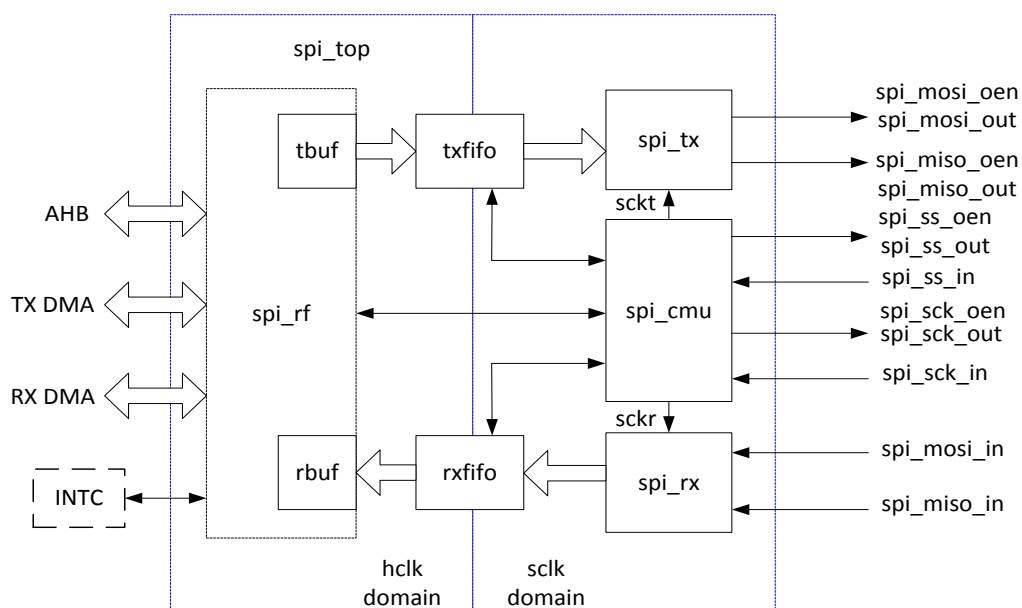 spi_top
spi_mosi_oen
spi_mosi_out
tbuf
txfifo
spi_tx
spi_miso_oen
spi_miso_out
sckt
AHB
spi_ss_oen
spi_ss_out
spi_ss_in
TX DMA
spi_rf
spi_cmu
spi_sck_oen
spi_sck_out
RX DMA
spi_sck_in
sckr
rbuf
rxfifo
spi_rx
spi_mosi_in
INTC
spi_miso_in
hclk
domain
sclk
domain